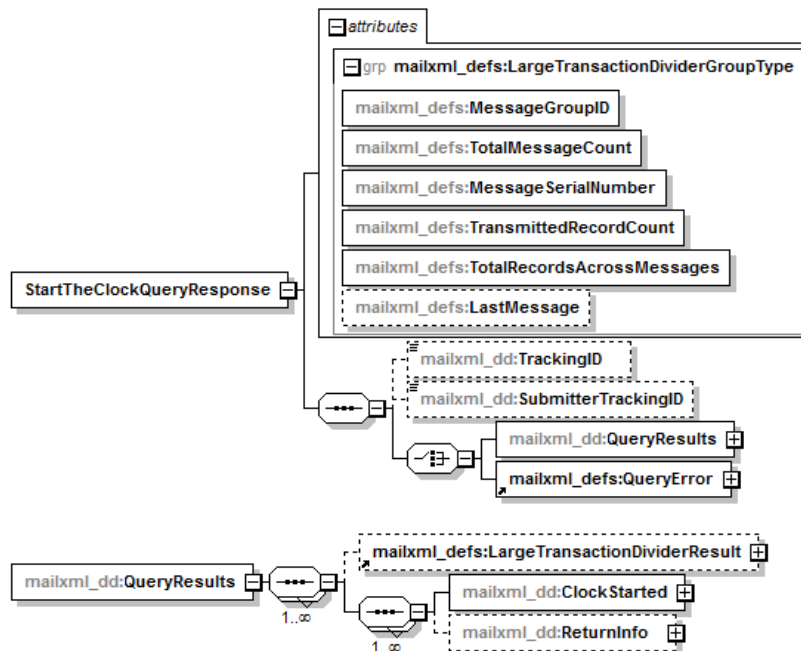 attributes
grp mailxml_defs:LargeTransactionDividerGroupType
mailxml_defs:MessageGroupID
mailxml_defs:TotalMessageCount
mailxml_defs:MessageSerialNumber
mailxml_defs:TransmittedRecordCount
mailxml_defs:TotalRecordsAcrossMessages
mailxml_defs:LastMessage
StartTheClockQueryResponse
mailxml_dd:TrackingID
mailxml_dd:SubmitterTrackingID
mailxml_dd:QueryResults
mailxml_defs:QueryError
mailxml_defs:LargeTransactionDividerResult
mailxml_dd:QueryResults
1..∞
mailxml_dd:ClockStarted
mailxml_dd:ReturnInfo
1..∞